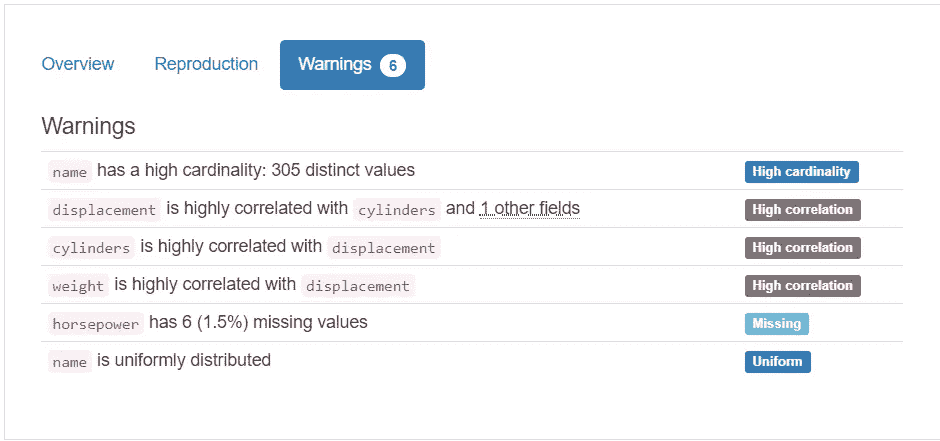 Overview Reproduction Warnings 6
Warnings
name has a high cardinality: 305 distinct values High cardinality
displacement is highly correlated with cylinders and 1 other fields High correlation
cylinders is highly correlated with displacement High correlation
weight is highly correlated with displacement High correlation
horsepower has 6 (1.5%) missing values Missing
name is uniformly distributed Uniform